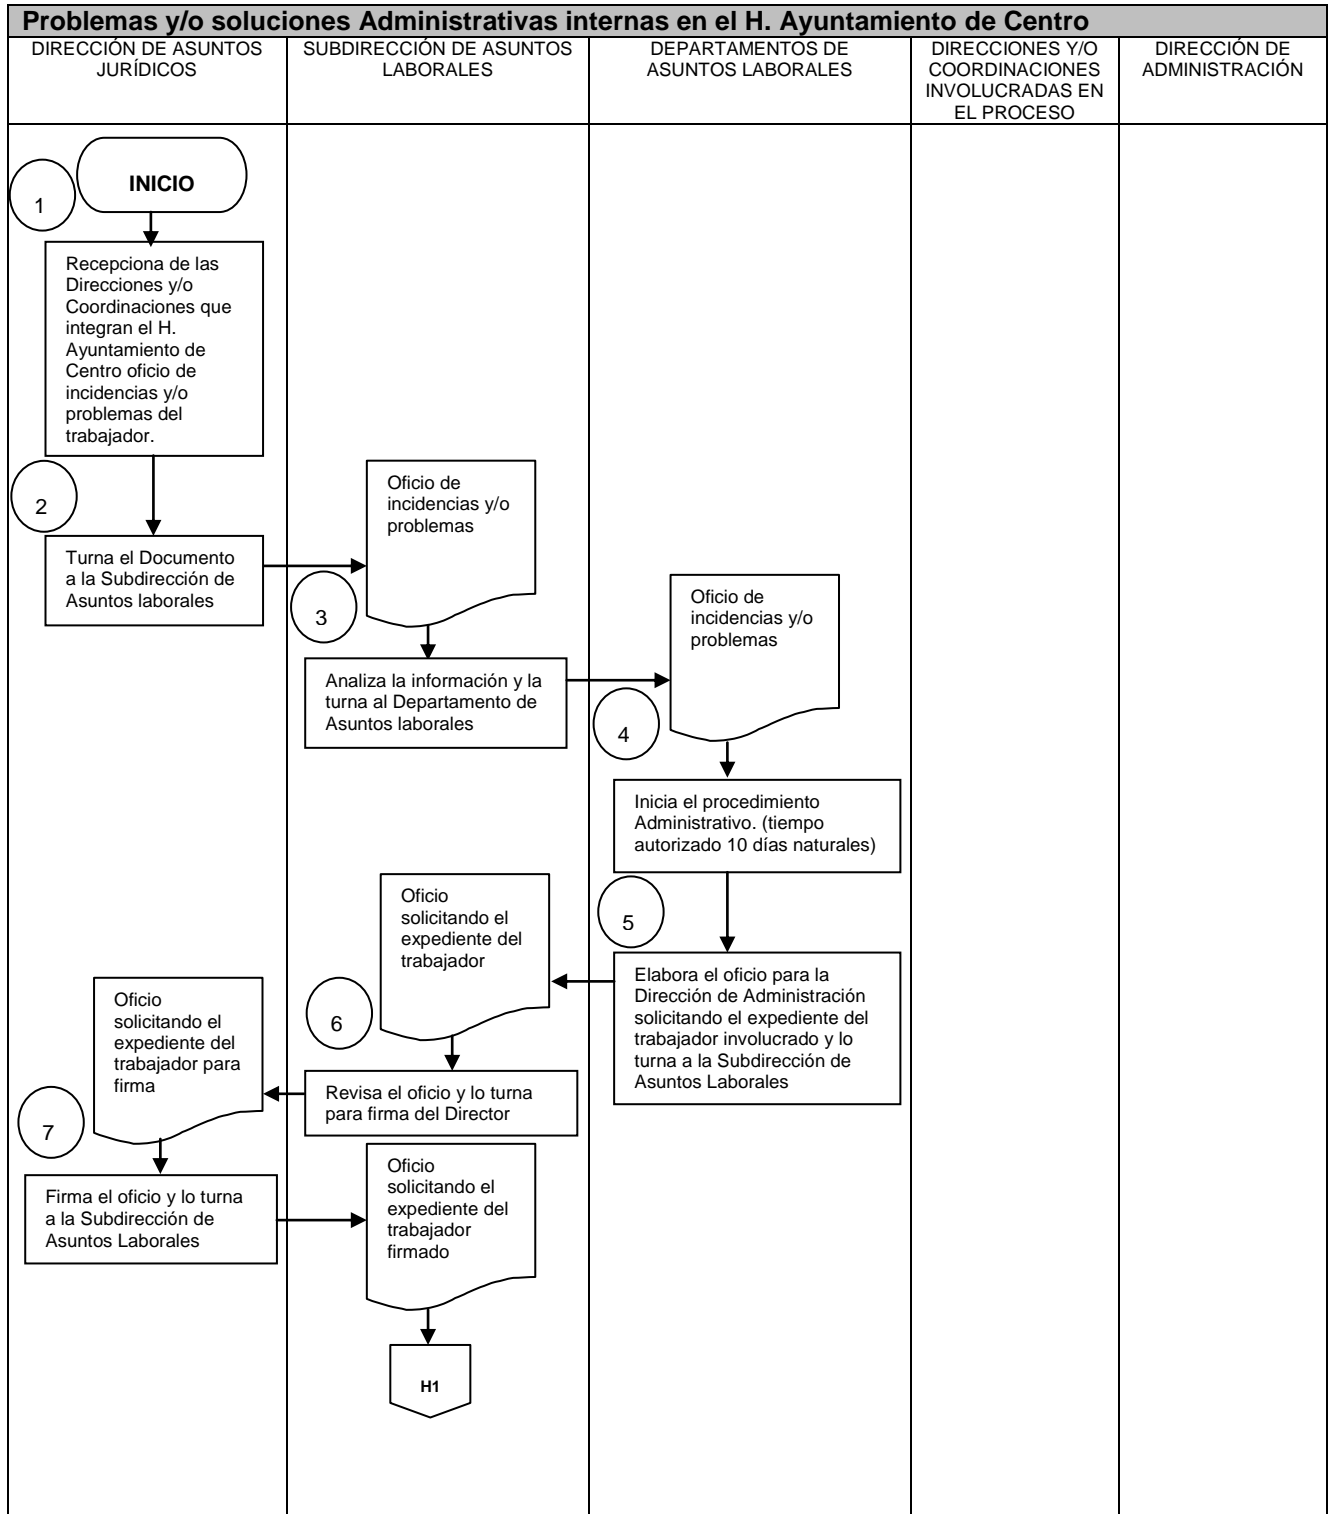 Problemas y/o soluciones Administrativas internas en el H. Ayuntamiento de Centro
DIRECCIÓN DE ASUNTOS
JURÍDICOS
SUBDIRECCIÓN DE ASUNTOS
LABORALES
DEPARTAMENTOS DE
ASUNTOS LABORALES
DIRECCIONES Y/O
COORDINACIONES
INVOLUCRADAS EN
EL PROCESO
DIRECCIÓN DE
ADMINISTRACIÓN
INICIO
1
Recepciona de las
Direcciones y/o
Coordinaciones que
integran el H.
Ayuntamiento de
Centro oficio de
incidencias y/o
problemas del
trabajador.
2
Turna el Documento
a la Subdirección de
Asuntos laborales
Oficio de
incidencias y/o
problemas
3
Analiza la información y la
turna al Departamento de
Asuntos laborales
Oficio de
incidencias y/o
problemas
4
Inicia el procedimiento
Administrativo. (tiempo
autorizado 10 días naturales)
5
Elabora el oficio para la
Dirección de Administración
solicitando el expediente del
trabajador involucrado y lo
turna a la Subdirección de
Asuntos Laborales
Oficio
solicitando el
expediente del
trabajador
6
Revisa el oficio y lo turna
para firma del Director
Oficio
solicitando el
expediente del
trabajador para
firma
7
Firma el oficio y lo turna
a la Subdirección de
Asuntos Laborales
Oficio
solicitando el
expediente del
trabajador
firmado
H1